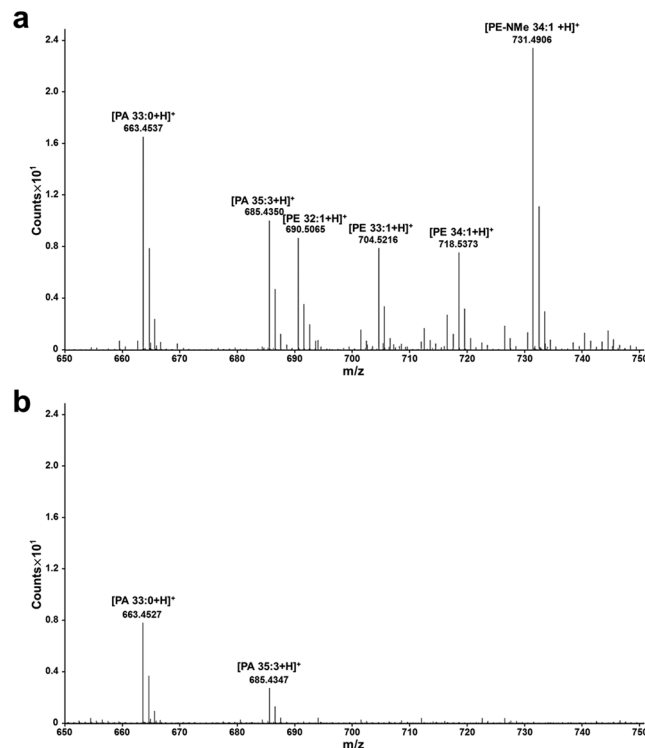 a
[PE-NMe 34:1 +H]⁺
731.4906
2.4
2.0
[PA 33:0+H]⁺
663.4537
1.6
Counts×10¹
1.2
[PA 35:3+H]⁺
685.4350
[PE 32:1+H]⁺
690.5065
[PE 33:1+H]⁺
704.5216
[PE 34:1+H]⁺
718.5373
0.8
0.4
0
650 660 670 680 690 700 710 720 730 740 750
m/z
b
2.4
2.0
1.6
Counts×10¹
1.2
[PA 33:0+H]⁺
663.4527
0.8
[PA 35:3+H]⁺
685.4347
0.4
0
650 660 670 680 690 700 710 720 730 740 750
m/z